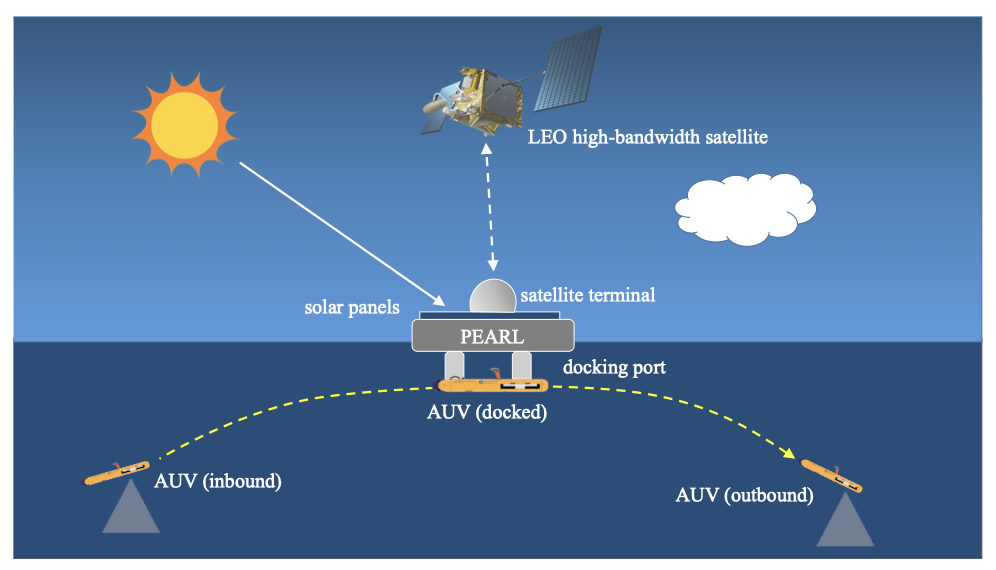 LEO high-bandwidth satellite
satellite terminal
solar panels
PEARL
docking port
AUV (docked)
AUV (inbound)
AUV (outbound)